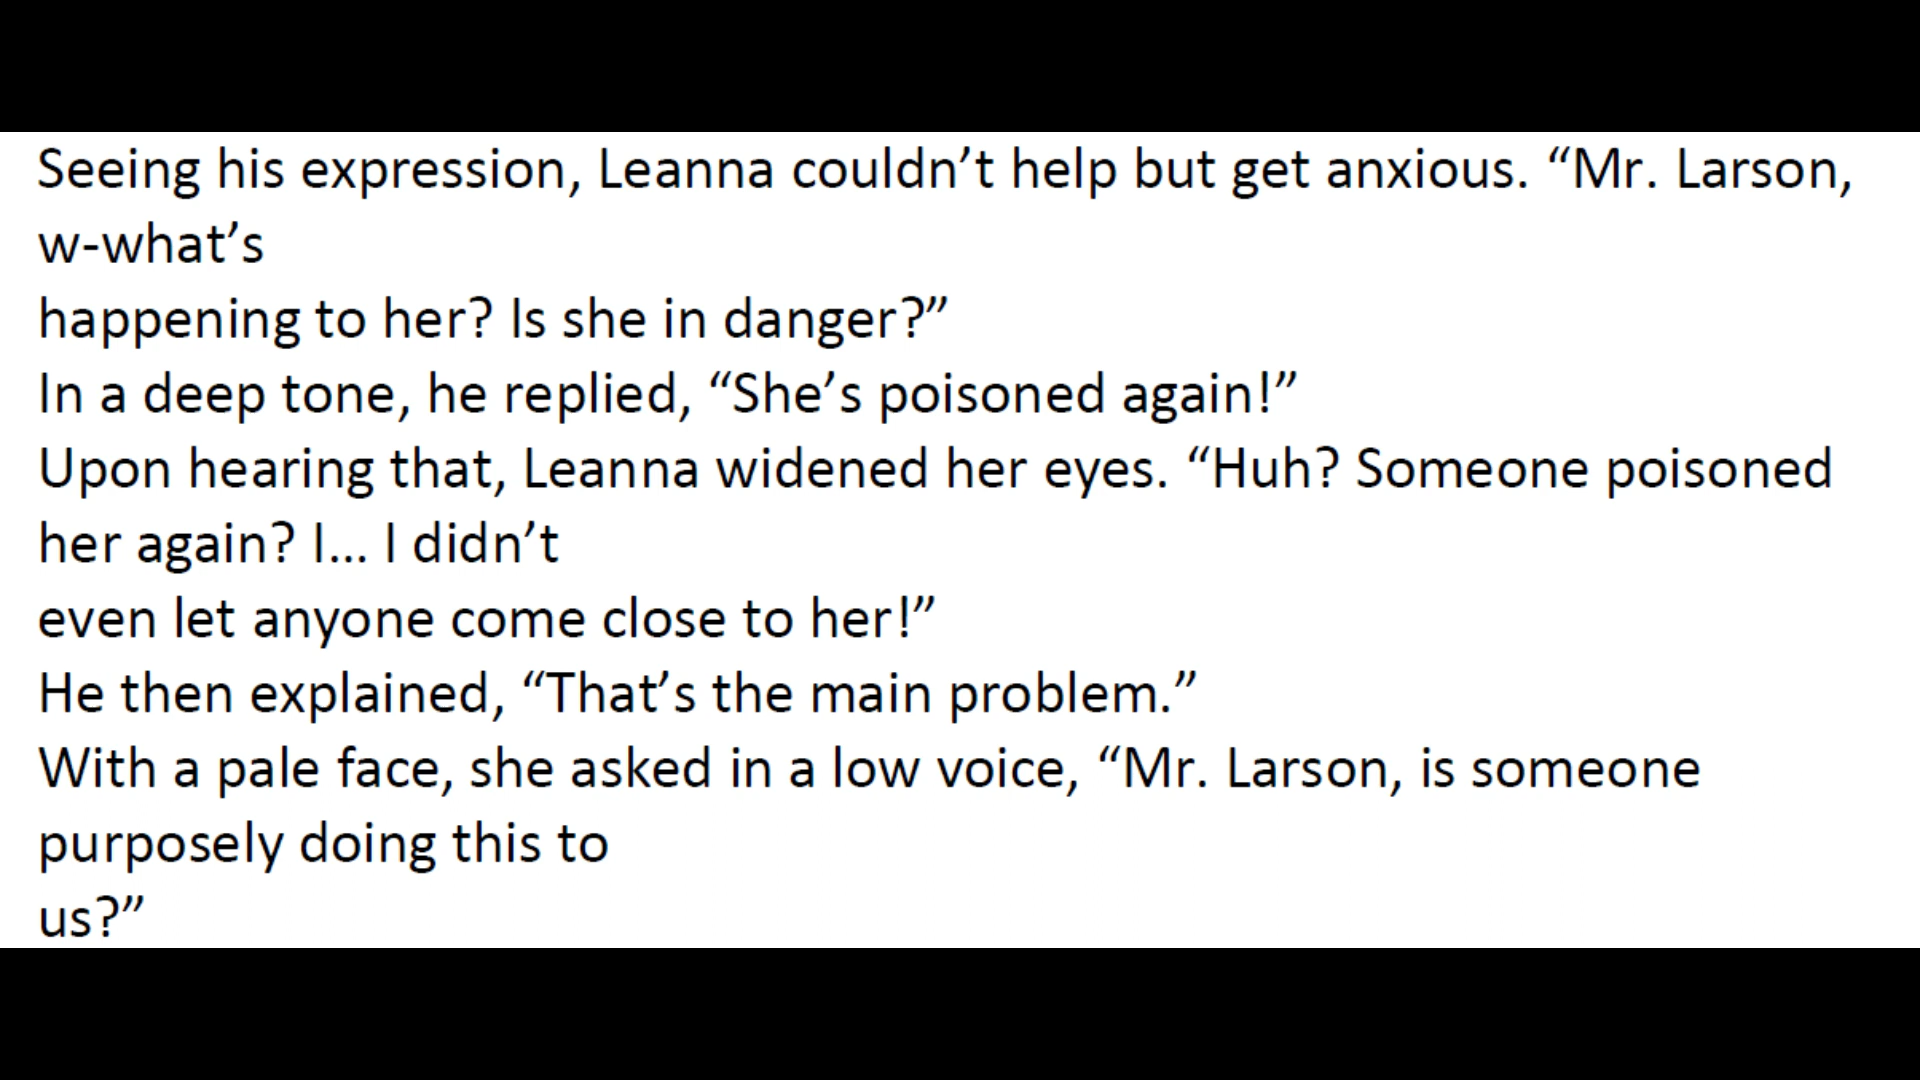 Seeing his expression, Leanna couldn’t help but get anxious. “Mr. Larson,
w-what’s
happening to her? Is she in danger?”
In a deep tone, he replied, “She’s poisoned again!”
Upon hearing that, Leanna widened her eyes. “Huh? Someone poisoned
her again? I... I didn’t
even let anyone come close to her!”
He then explained, “That’s the main problem.”
With a pale face, she asked in a low voice, “Mr. Larson, is someone
purposely doing this to
us?”